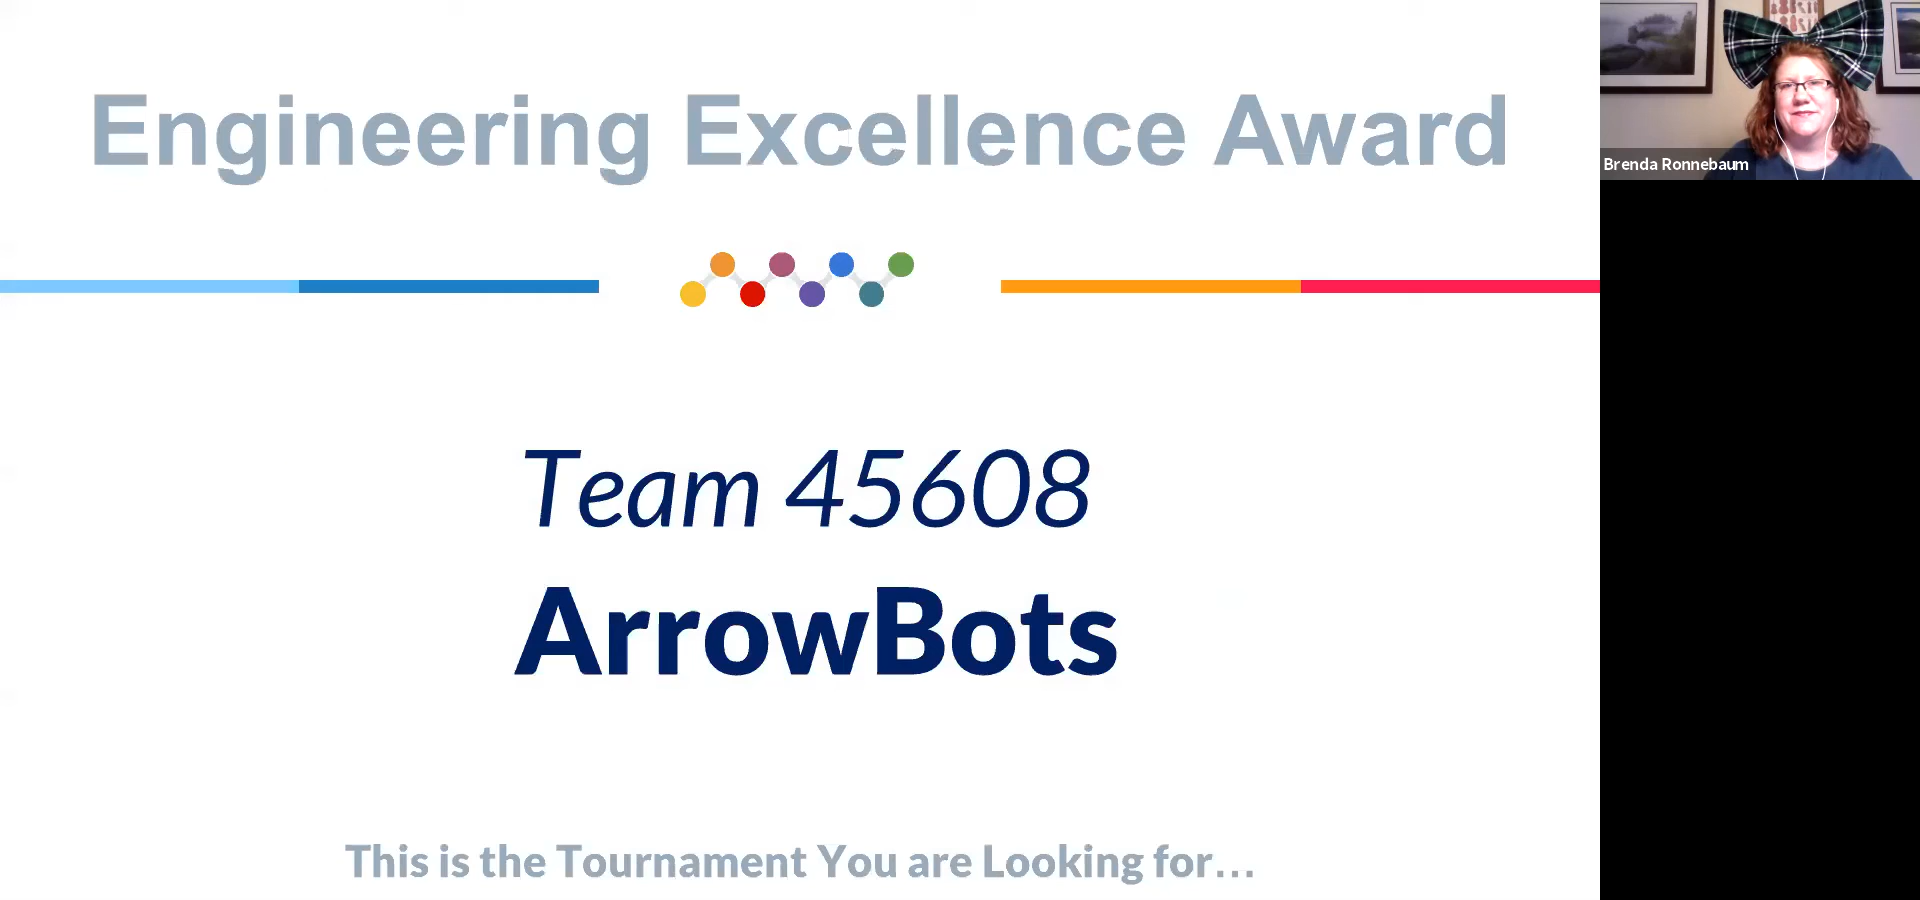 Engineering Excellence Award
Brenda Ronnebaum
Team 45608
ArrowBots
This is the Tournament You are Looking for...